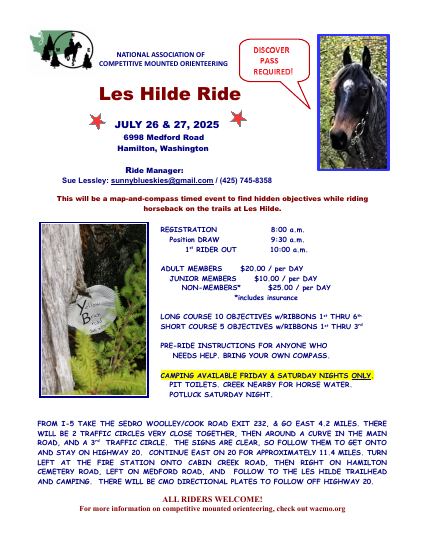 NATIONAL ASSOCIATION OF
COMPETITIVE MOUNTED ORIENTEERING
DISCOVER
PASS
REQUIRED!
Les Hilde Ride
JULY 26 & 27, 2025
6998 Medford Road
Hamilton, Washington
Ride Manager:
Sue Lessley: sunnyblueskies@gmail.com / (425) 745-8358
This will be a map-and-compass timed event to find hidden objectives while riding
horseback on the trails at Les Hilde.
REGISTRATION 8:00 a.m.
Position DRAW 9:30 a.m.
1st RIDER OUT 10:00 a.m.
ADULT MEMBERS $20.00 / per DAY
JUNIOR MEMBERS $10.00 / per DAY
NON-MEMBERS* $25.00 / per DAY
*includes insurance
LONG COURSE 10 OBJECTIVES w/RIBBONS 1st THRU 6th
SHORT COURSE 5 OBJECTIVES w/RIBBONS 1st THRU 3rd
PRE-RIDE INSTRUCTIONS FOR ANYONE WHO
NEEDS HELP. BRING YOUR OWN COMPASS.
CAMPING AVAILABLE FRIDAY & SATURDAY NIGHTS ONLY.
PIT TOILETS. CREEK NEARBY FOR HORSE WATER.
POTLUCK SATURDAY NIGHT.
FROM I-5 TAKE THE SEDRO WOOLLEY/COOK ROAD EXIT 232, & GO EAST 4.2 MILES. THERE
WILL BE 2 TRAFFIC CIRCLES VERY CLOSE TOGETHER, THEN AROUND A CURVE IN THE MAIN
ROAD, AND A 3rd TRAFFIC CIRCLE. THE SIGNS ARE CLEAR, SO FOLLOW THEM TO GET ONTO
AND STAY ON HIGHWAY 20. CONTINUE EAST ON 20 FOR APPROXIMATELY 11.4 MILES. TURN
LEFT AT THE FIRE STATION ONTO CABIN CREEK ROAD, THEN RIGHT ON HAMILTON
CEMETERY ROAD, LEFT ON MEDFORD ROAD, AND FOLLOW TO THE LES HILDE TRAILHEAD
AND CAMPING. THERE WILL BE CMO DIRECTIONAL PLATES TO FOLLOW OFF HIGHWAY 20.
ALL RIDERS WELCOME!
For more information on competitive mounted orienteering, check out wacmo.org